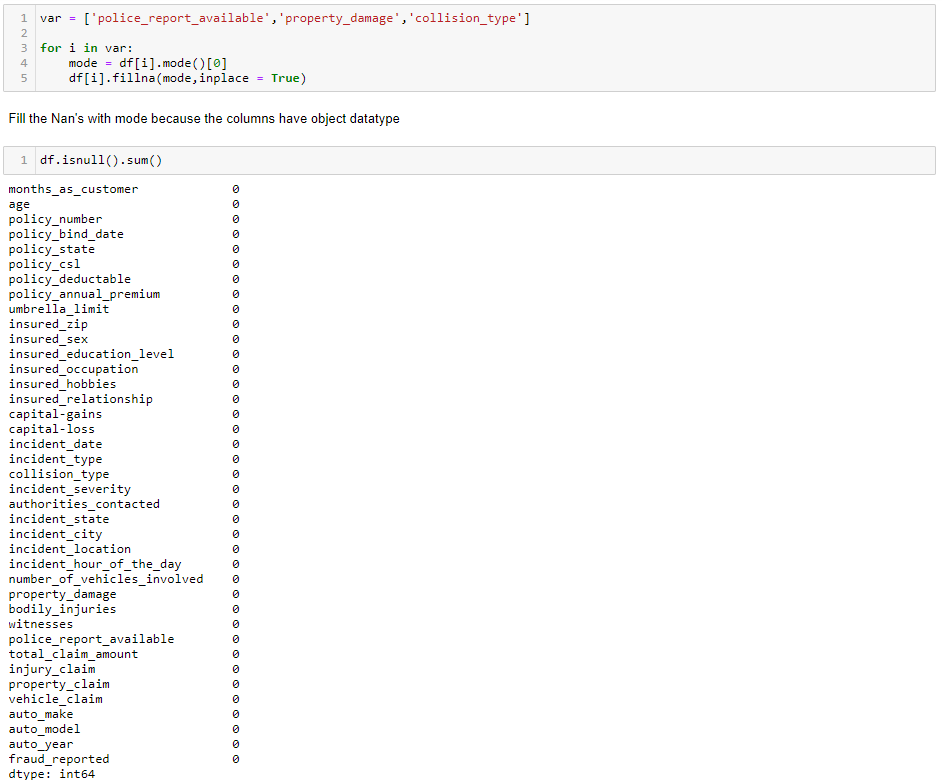 1 var = ['police_report_available','property_damage','collision_type']
2
3 for i in var:
4     mode = df[i].mode()[0]
5     df[i].fillna(mode,inplace = True)
Fill the Nan's with mode because the columns have object datatype
1 df.isnull().sum()
months_as_customer 0
age 0
policy_number 0
policy_bind_date 0
policy_state 0
policy_csl 0
policy_deductable 0
policy_annual_premium 0
umbrella_limit 0
insured_zip 0
insured_sex 0
insured_education_level 0
insured_occupation 0
insured_hobbies 0
insured_relationship 0
capital-gains 0
capital-loss 0
incident_date 0
incident_type 0
collision_type 0
incident_severity 0
authorities_contacted 0
incident_state 0
incident_city 0
incident_location 0
incident_hour_of_the_day 0
number_of_vehicles_involved 0
property_damage 0
bodily_injuries 0
witnesses 0
police_report_available 0
total_claim_amount 0
injury_claim 0
property_claim 0
vehicle_claim 0
auto_make 0
auto_model 0
auto_year 0
fraud_reported 0
dtype: int64